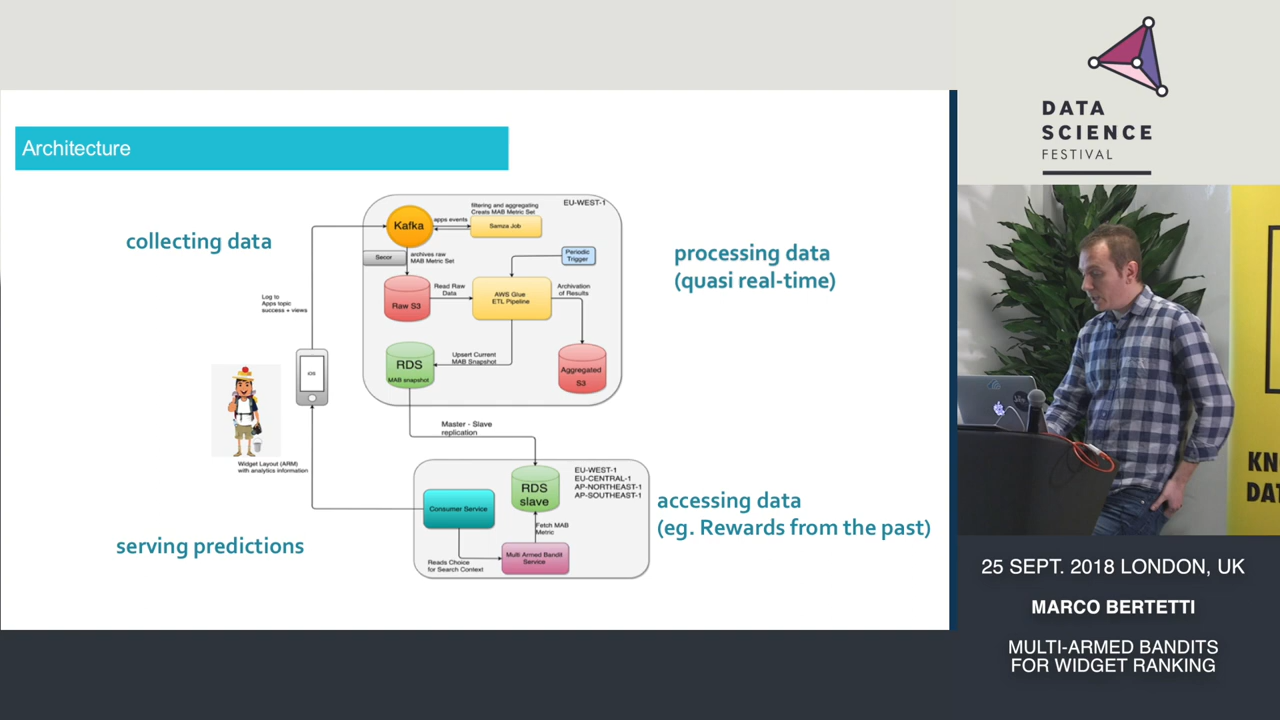 Architecture
collecting data
processing data
(quasi real-time)
accessing data
(eg. Rewards from the past)
serving predictions
EU-WEST-1
Kafka
apps events
filtering and aggregating
Creats MAB Metric Set
Samza Job
Secor
archives raw
MAB Metric Set
Periodic
Trigger
Raw S3
Read Raw
Data
AWS Glue
ETL Pipeline
Archivation
of Results
RDS
MAB snapshot
Upsert Current
MAB Snapshot
Aggregated
S3
Log to
Apps topic
success + views
iOS
Widget Layout (ARM)
with analytics information
Master - Slave
replication
EU-WEST-1
EU-CENTRAL-1
AP-NORTHEAST-1
AP-SOUTHEAST-1
RDS
slave
Consumer Service
Fetch MAB
Metric
Reads Choice
for Search Context
Multi Armed Bandit
Service
DATA
SCIENCE
FESTIVAL
KN
DAT
25 SEPT. 2018 LONDON, UK
MARCO BERTETTI
MULTI-ARMED BANDITS
FOR WIDGET RANKING